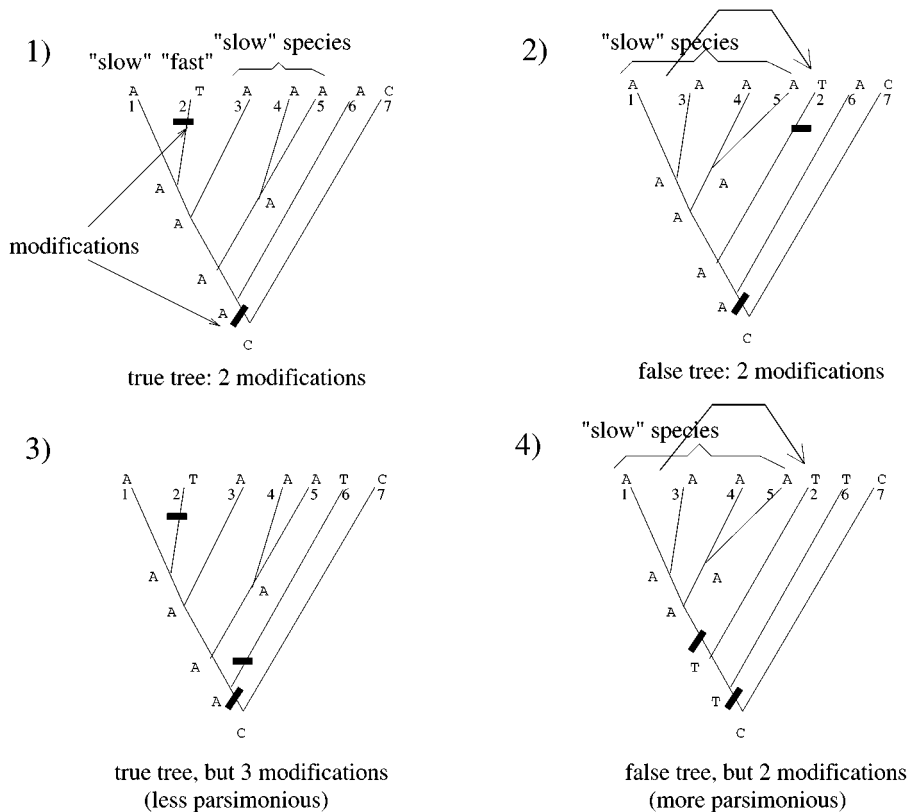 1)
"slow" "fast"
"slow" species
A T A A A A C
1 2 3 4 5 6 7
A
A
A
A
A
C
modifications
true tree: 2 modifications
2)
"slow" species
A A A A T A C
1 3 4 5 2 6 7
A
A
A
A
A
C
false tree: 2 modifications
3)
A T A A A T C
1 2 3 4 5 6 7
A
A
A
A
A
C
true tree, but 3 modifications
(less parsimonious)
4)
"slow" species
A A A A T T C
1 3 4 5 2 6 7
A
A
A
T
T
C
false tree, but 2 modifications
(more parsimonious)